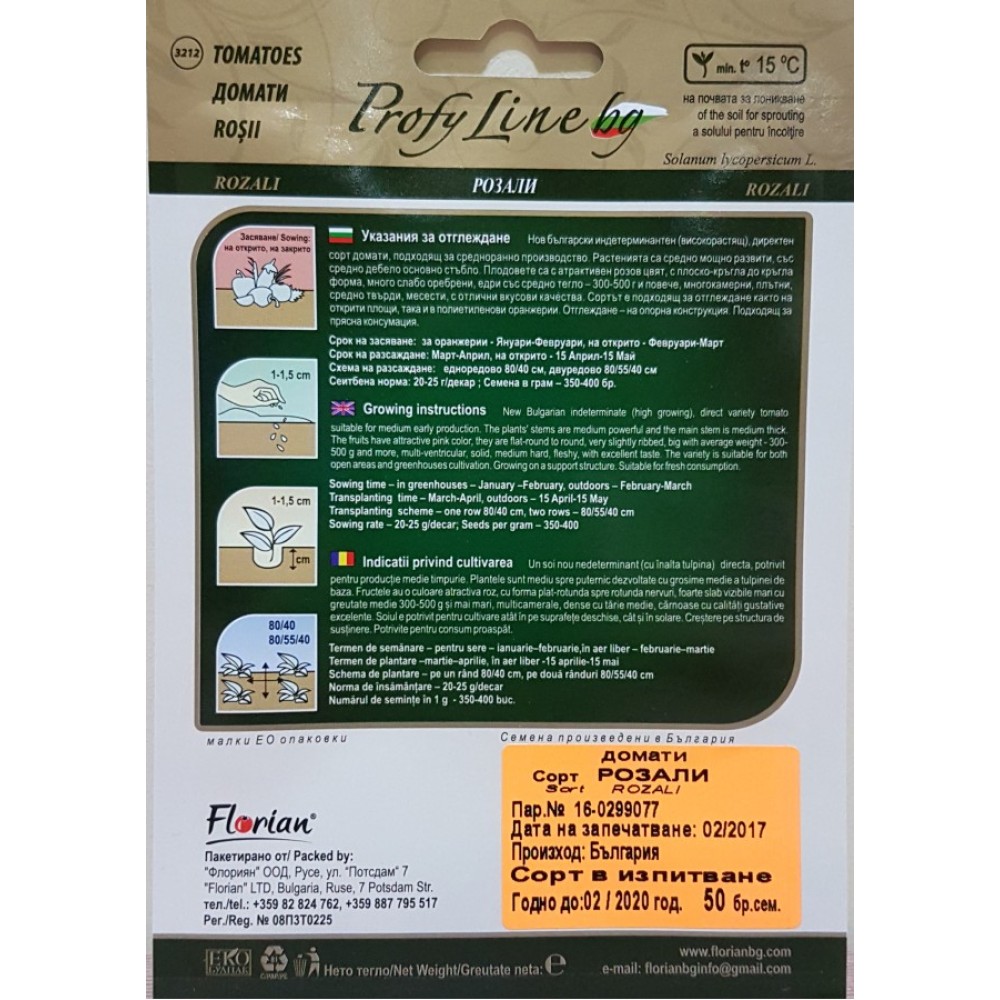 3212
TOMATOES
ДОМАТИ
ROȘII
Profy Line bg
min. t° 15 °C
на почвата за поникване
of the soil for sprouting
a solului pentru încolțire
Solanum lycopersicum L.
ROZALI РОЗАЛИ ROZALI
Засяване/ Sowing:
на открито, на закрито
1-1,5 cm
1-1,5 cm
cm
80/40
80/55/40
Указания за отглеждане Нов български индетерминантен (високорастящ), директен
сорт домати, подходящ за средноранно производство. Растенията са средно мощно развити, със
средно дебело основно стъбло. Плодовете са с атрактивен розов цвят, с плоско-кръгла до кръгла
форма, много слабо оребрени, едри със средно тегло – 300-500 г и повече, многокамерни, плътни,
средно твърди, месести, с отлични вкусови качества. Сортът е подходящ за отглеждане както на
открити площи, така и в полиетиленови оранжерии. Отглеждане – на опорна конструкция. Подходящ за
прясна консумация.
Срок на засяване: за оранжерии - Януари-Февруари, на открито - Февруари-Март
Срок на разсаждане: Март-Април, на открито - 15 Април-15 Май
Схема на разсаждане: едноредово 80/40 см, двуредово 80/55/40 см
Сеитбена норма: 20-25 г/декар ; Семена в грам – 350-400 бр.
Growing instructions New Bulgarian indeterminate (high growing), direct variety tomato
suitable for medium early production. The plants' stems are medium powerful and the main stem is medium thick.
The fruits have attractive pink color, they are flat-round to round, very slightly ribbed, big with average weight - 300-
500 g and more, multi-ventricular, solid, medium hard, fleshy, with excellent taste. The variety is suitable for both
open areas and greenhouses cultivation. Growing on a support structure. Suitable for fresh consumption.
Sowing time – in greenhouses – January –February, outdoors – February-March
Transplanting time – March-April, outdoors – 15 April-15 May
Transplanting scheme – one row 80/40 cm, two rows – 80/55/40 cm
Sowing rate – 20-25 g/decar; Seeds per gram – 350-400
Indicatii privind cultivarea Un soi nou nedeterminant (cu înalta tulpina) directa, potrivit
pentru producție medie timpurie. Plantele sunt mediu spre puternic dezvoltate cu grosime medie a tulpinei de
baza. Fructele au o culoare atractiva roz, cu forma plat-rotunda spre rotunda nervuri, foarte slab vizibile mari cu
greutate medie 300-500 g și mai mari, multicamerale, dense cu tărie medie, cărnoase cu calități gustative
excelente. Soiul e potrivit pentru cultivare atât în pe suprafețe deschise, cât și în solare. Creștere pe structura de
susținere. Potrivite pentru consum proaspăt.
Termen de semănare – pentru sere – ianuarie-februarie,în aer liber – februarie–martie
Termen de plantare –martie–aprilie, în aer liber -15 aprilie-15 mai
Schema de plantare – pe un rând 80/40 cm, pe două rânduri 80/55/40 cm
Norma de însămânțare – 20-25 g/decar
Numărul de semințe in 1 g - 350-400 buc.
малки ЕО опаковки
Семена произведени в България
Florian®
Пакетирано от/ Packed by:
"Флориян" ООД, Русе, ул. "Потсдам" 7
"Florian" LTD, Bulgaria, Ruse, 7 Potsdam Str.
тел./tel.: +359 82 824 762, +359 887 795 517
Per./Reg. № 08ПЗТ0225
домати
Сорт РОЗАЛИ
Sort ROZALI
Пар.№ 16-0299077
Дата на запечатване: 02/2017
Произход: България
Сорт в изпитване
Годно до:02 / 2020 год. 50 бр.сем.
ЕКО
БУЛПАК
Нето тегло/Net Weight/Greutate neta: e
www.florianbg.com
e-mail: florianbginfo@gmail.com